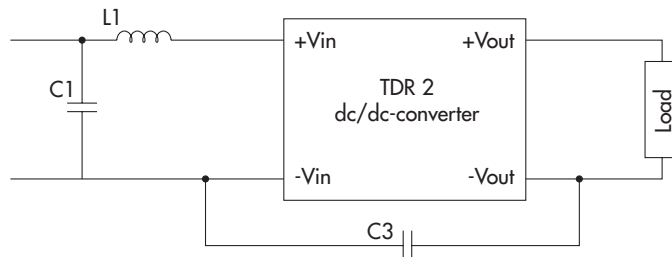 L1
+Vin
+Vout
C1
TDR 2
dc/dc-converter
Load
-Vin
-Vout
C3